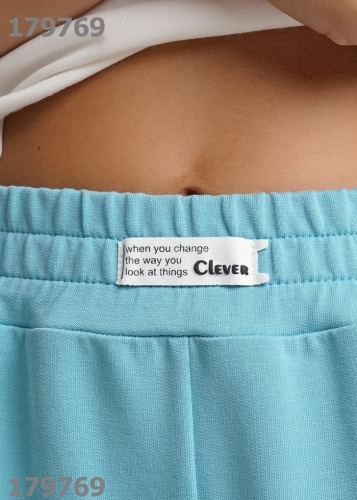 179769
when you change
the way you
look at things CLEVER
179769